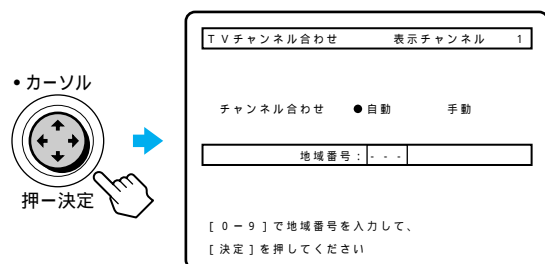 TVチャンネル合わせ 表示チャンネル 1
•カーソル
チャンネル合わせ ●自動 手動
地域番号:---
押ー決定
[0ー9]で地域番号を入力して、
[決定]を押してください